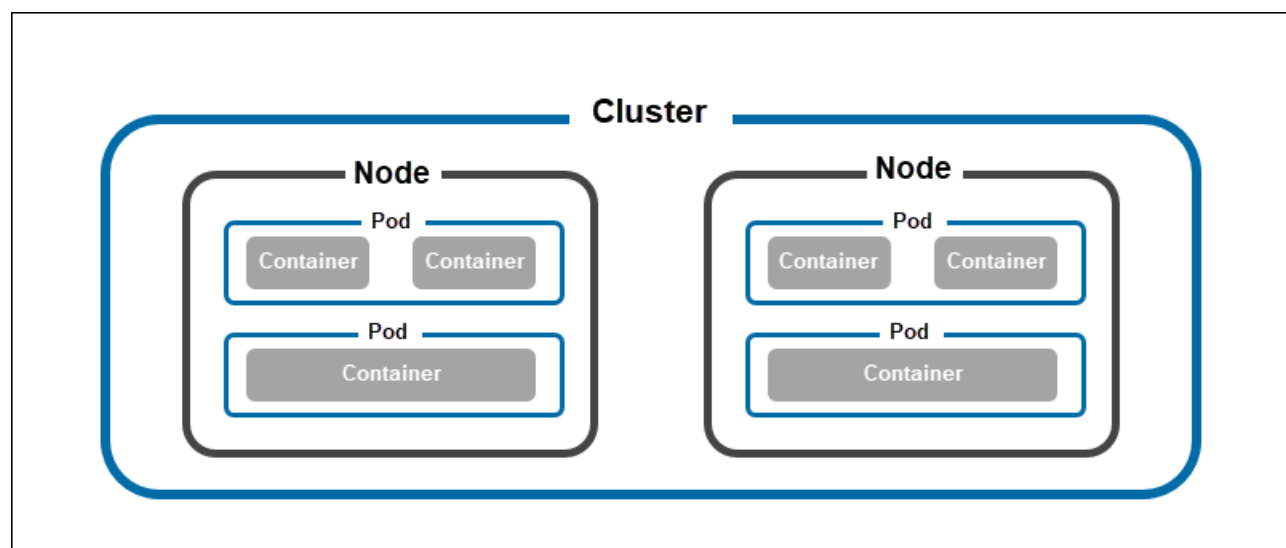 Cluster
Node
Pod
Container Container
Pod
Container
Node
Pod
Container Container
Pod
Container